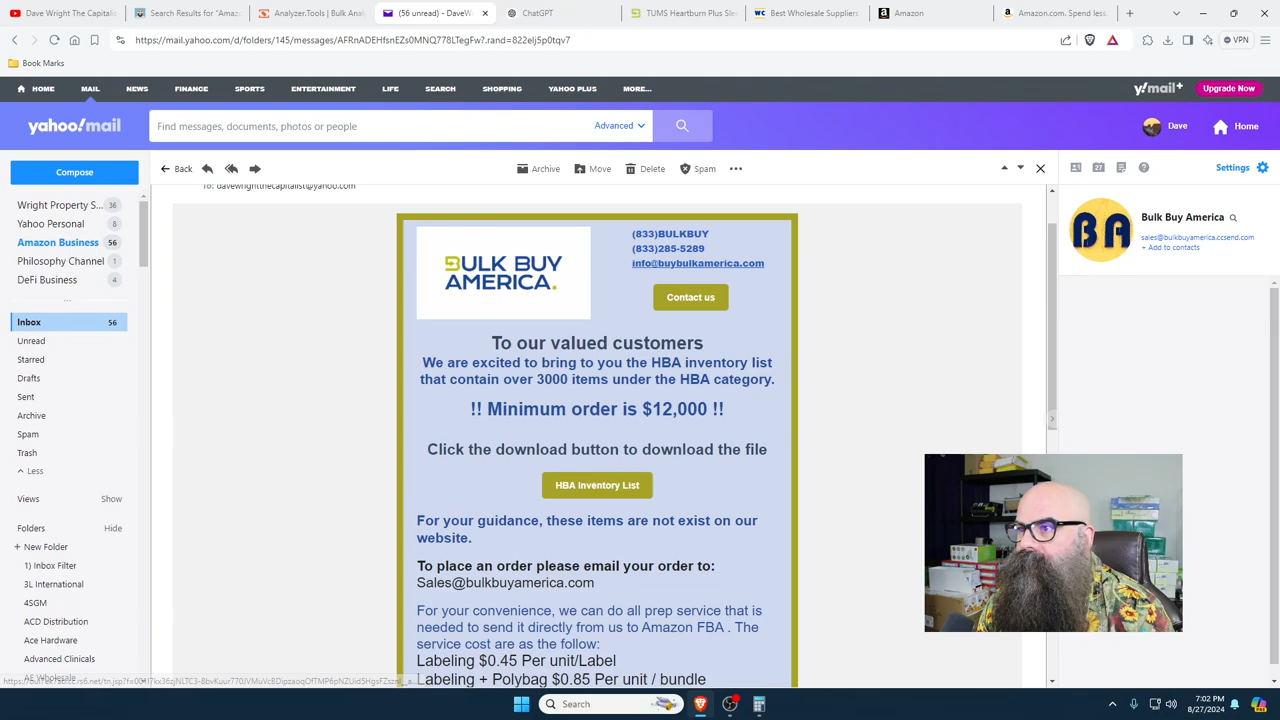 Dave Wright The Capitali
Search Results for "Amaz
Analyzer.Tools | Bulk Anal
(56 unread) - DaveW
ChatGPT
TUMS Heartburn Plus Sle
Best Wholesale Suppliers
Amazon
Amazon.com. Spend less.
https://mail.yahoo.com/d/folders/145/messages/AFRnADEHfsnEZs0MNQ778LTegFw?.rand=822elj5p0tqv7
VPN
Book Marks
HOME MAIL NEWS FINANCE SPORTS ENTERTAINMENT LIFE SEARCH SHOPPING YAHOO PLUS MORE...
y!mail+
Upgrade Now
yahoo!mail
Find messages, documents, photos or people
Advanced
Dave
Home
Compose
Back
Archive
Move
Delete
Spam
Settings
To: davewrightthecapitalist@yahoo.com
Wright Property S... 36
Yahoo Personal 8
Amazon Business 56
Philosophy Channel 1
DeFi Business 4
Inbox 56
Unread
Starred
Drafts
Sent
Archive
Spam
Trash
Less
Views Show
Folders Hide
New Folder
1) Inbox Filter
3L International
4SGM
ACD Distribution
Ace Hardware
Advanced Clinicals
BULK BUY
AMERICA.
(833)BULKBUY
(833)285-5289
info@buybulkamerica.com
Contact us
To our valued customers
We are excited to bring to you the HBA inventory list
that contain over 3000 items under the HBA category.
!! Minimum order is $12,000 !!
Click the download button to download the file
HBA Inventory List
For your guidance, these items are not exist on our
website.
To place an order please email your order to:
Sales@bulkbuyamerica.com
For your convenience, we can do all prep service that is
needed to send it directly from us to Amazon FBA . The
service cost are as the follow:
Labeling $0.45 Per unit/Label
Labeling + Polybag $0.85 Per unit / bundle
BA
Bulk Buy America
sales@bulkbuyamerica.ccsend.com
+ Add to contacts
Search
7:02 PM
8/27/2024